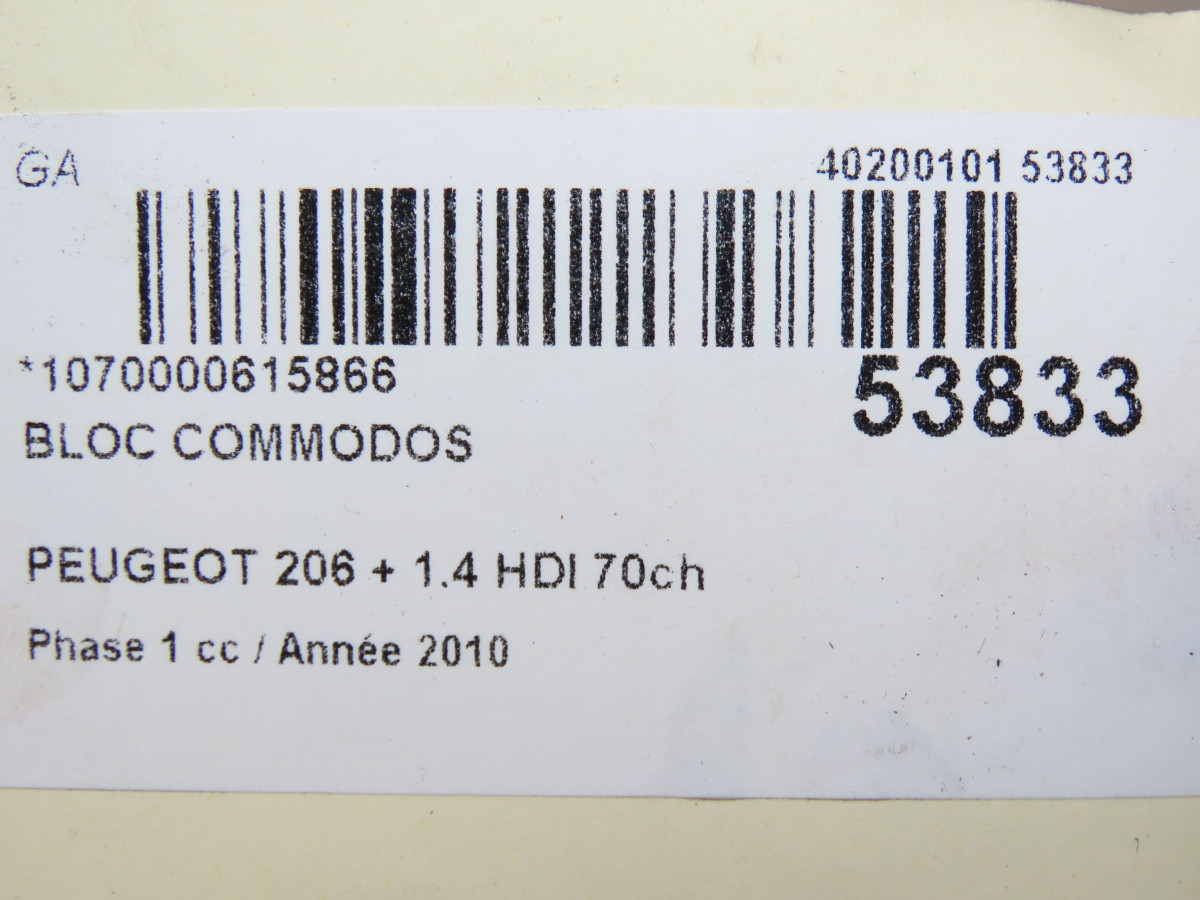 GA
40200101 53833
*1070000615866
53833
BLOC COMMODOS
PEUGEOT 206 + 1.4 HDI 70ch
Phase 1 cc / Année 2010